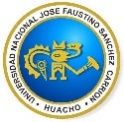 UNIVERSIDAD NACIONAL JOSE FAUSTINO SANCHEZ CARRION
· HUACHO ·